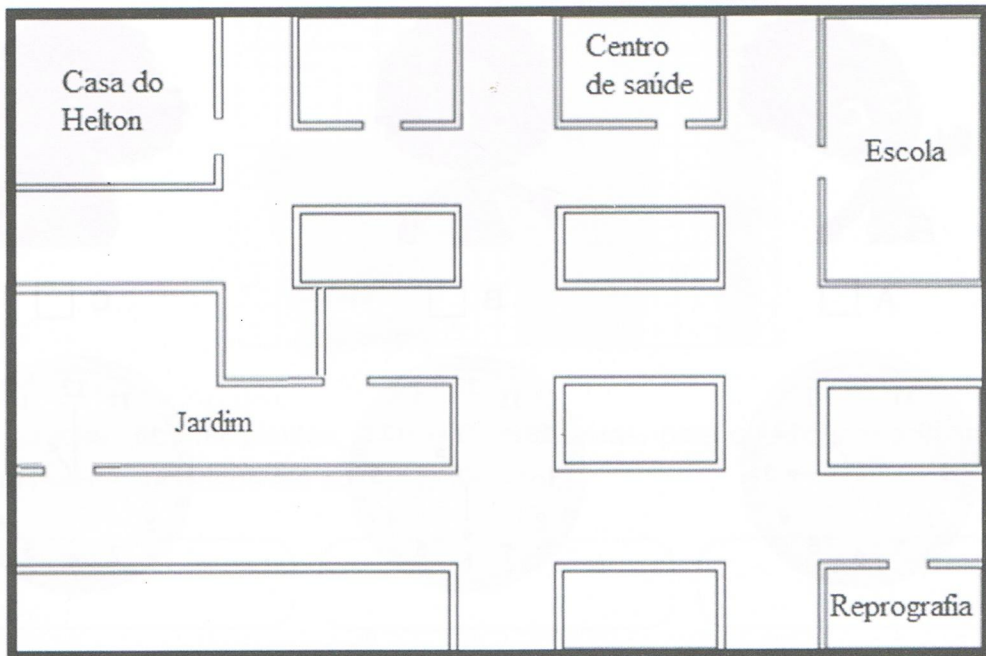 Casa do
Helton
Centro
de saúde
Escola
Jardim
Reprografia